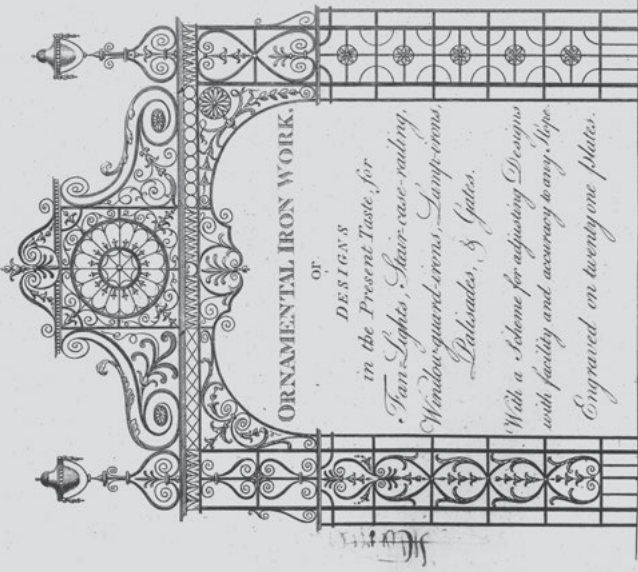 ORNAMENTAL IRON WORK.
OR
DESIGNS
in the Present Taste, for
Fan-Lights, Stair-case-railing,
Window-guard-irons, Lamp-irons,
Palisades, & Gates.
With a Scheme for adjusting Designs
with facility and accuracy to any Slope.
Engraved on twenty one plates.